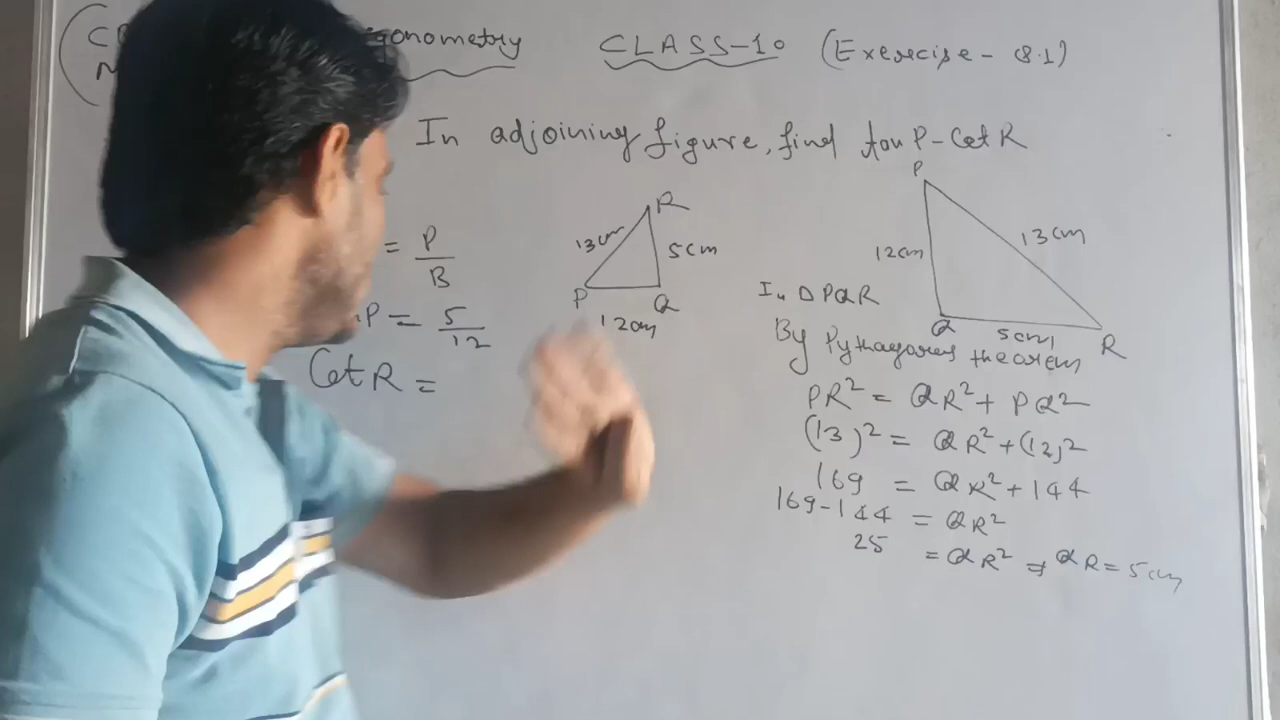 CLASS-10 (Exercise - 8.1)
In adjoining figure, find tan P - Cot R
= P/B
P = 5/12
Cot R =
R
13cm
5cm
P
Q
12cm
P
12cm
13cm
Q
5cm
R
In △ PQR
By Pythagoras theorem
PR² = QR² + PQ²
(13)² = QR² + (12)²
169 = QR² + 144
169-144 = QR²
25 = QR² ⇒ QR = 5cm